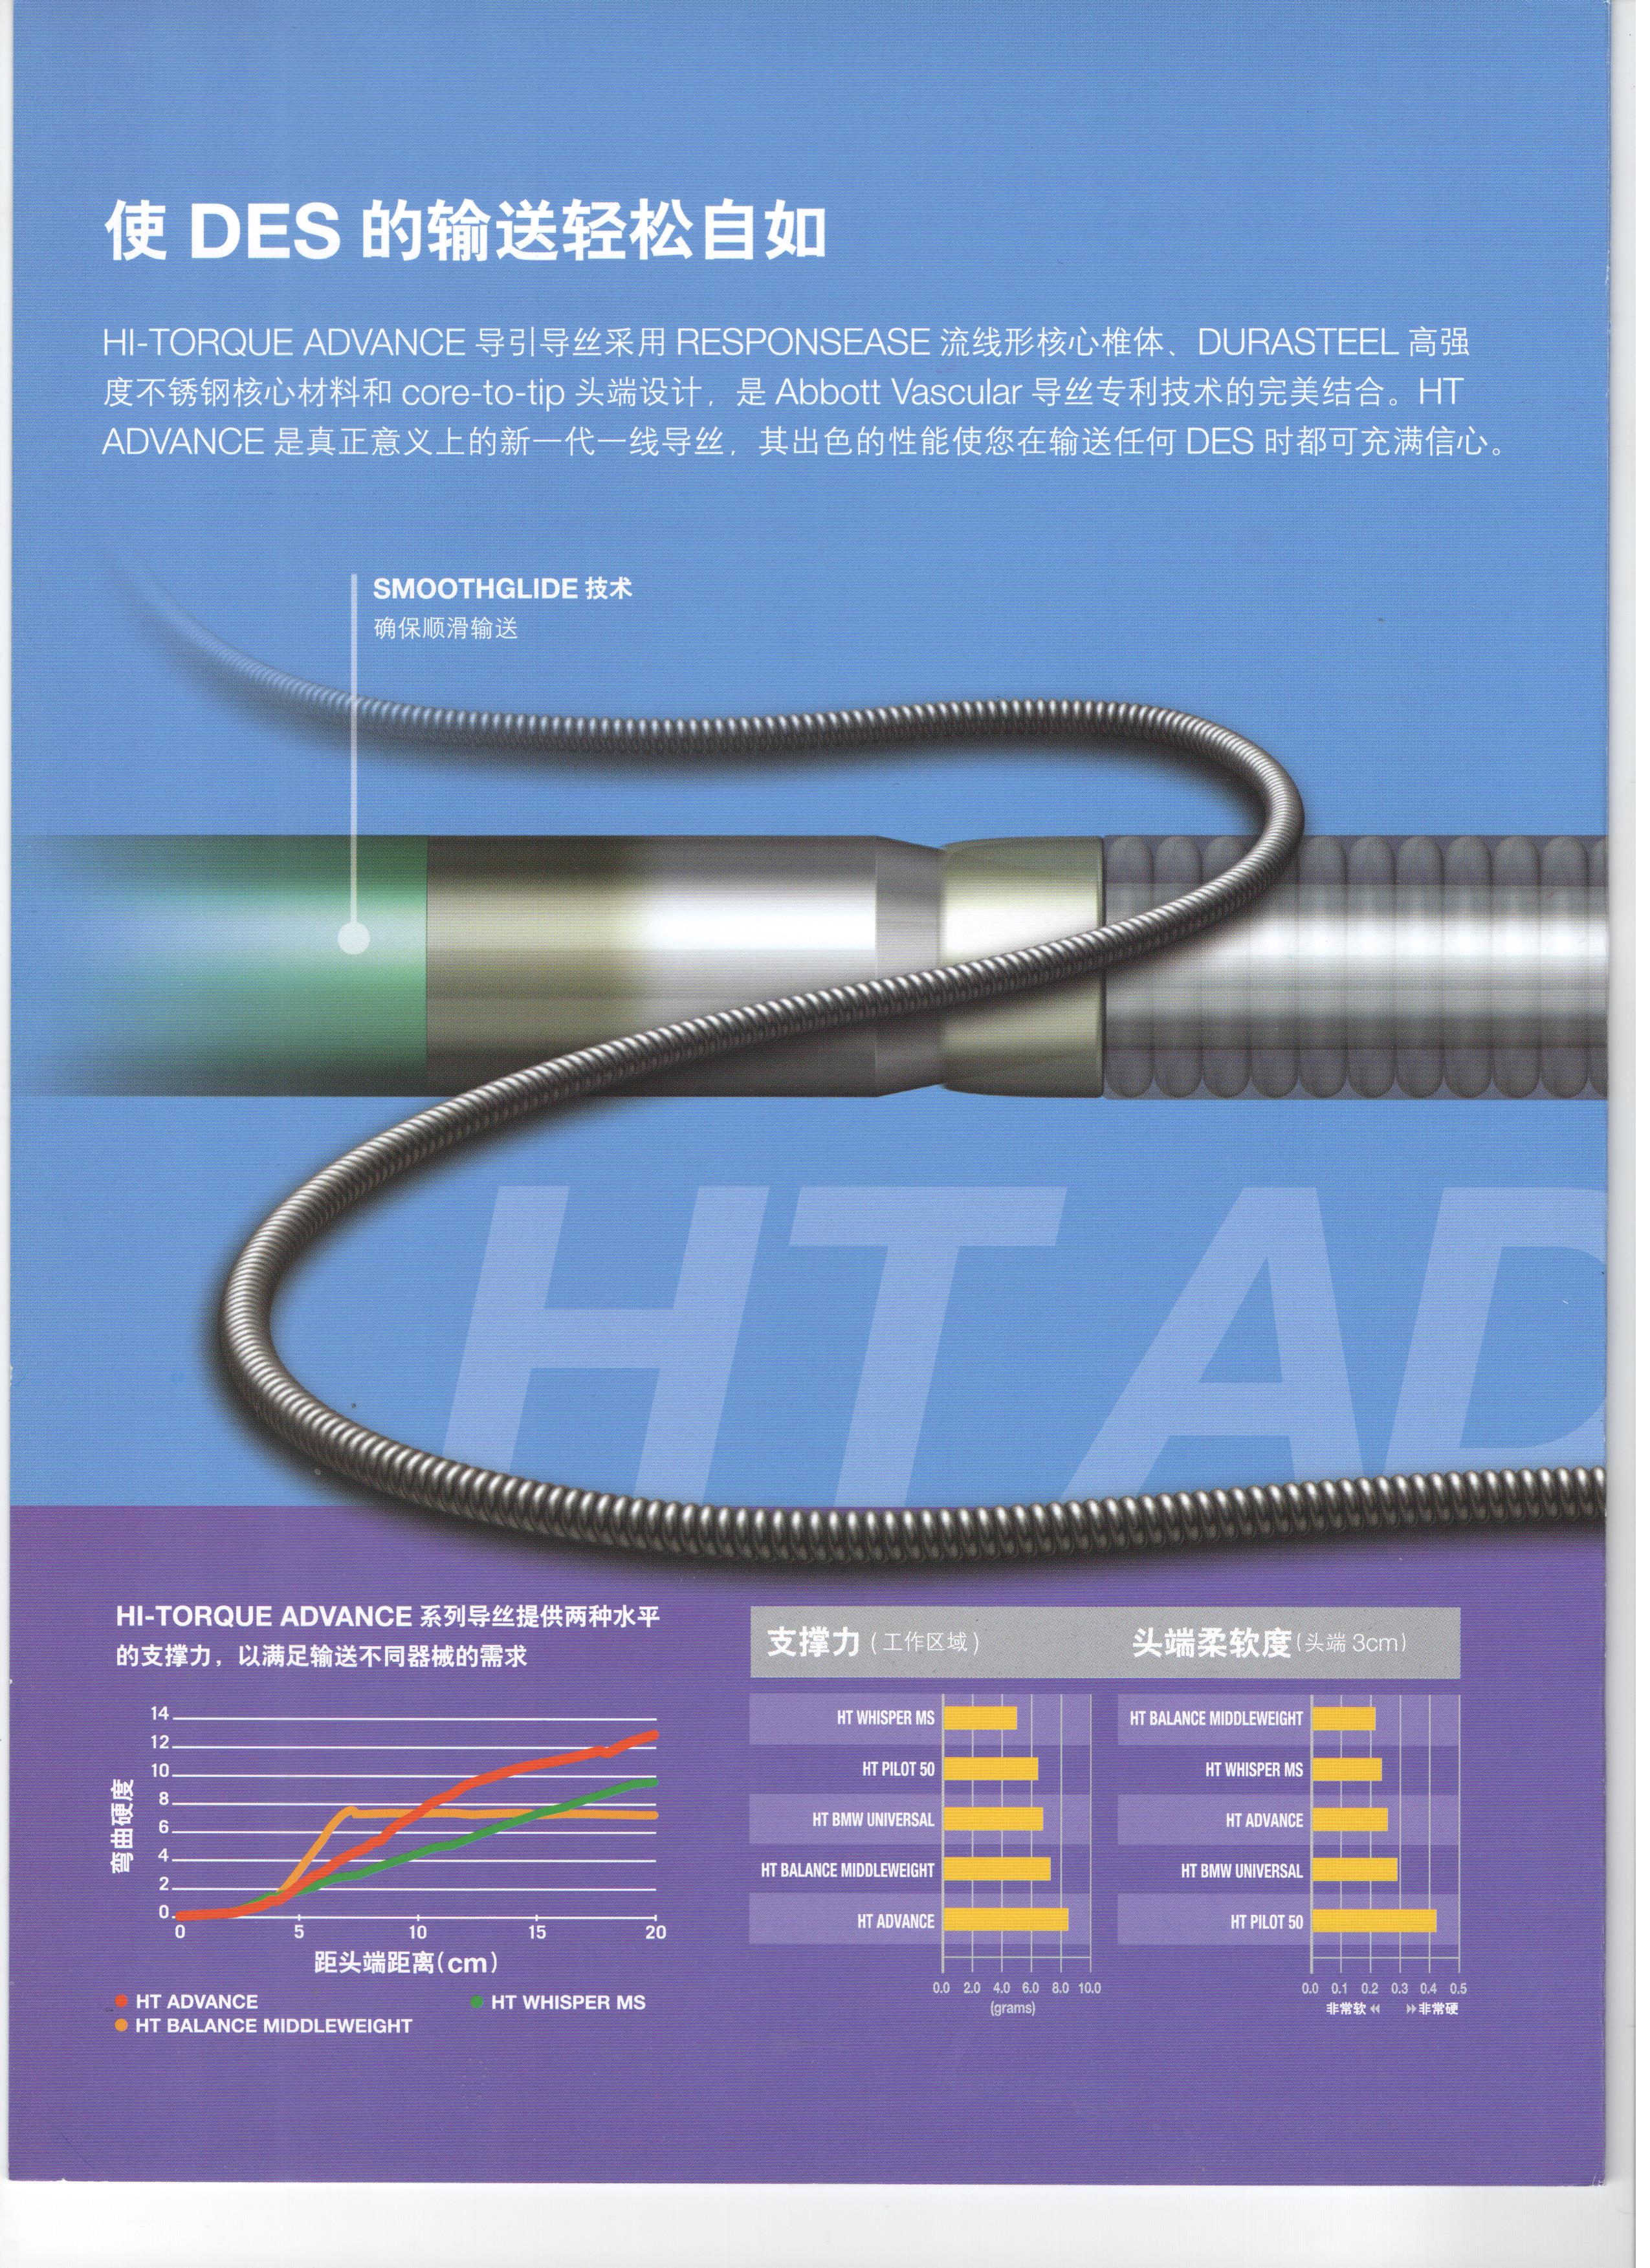 使 DES 的输送轻松自如
HI-TORQUE ADVANCE 导引导丝采用 RESPONSEASE 流线形核心椎体、DURASTEEL 高强
度不锈钢核心材料和 core-to-tip 头端设计，是 Abbott Vascular 导丝专利技术的完美结合。HT
ADVANCE 是真正意义上的新一代一线导丝，其出色的性能使您在输送任何 DES 时都可充满信心。
SMOOTHGLIDE 技术
确保顺滑输送
HT AD
HI-TORQUE ADVANCE 系列导丝提供两种水平
的支撑力，以满足输送不同器械的需求
弯曲硬度
14
12
10
8
6
4
2
0
0 5 10 15 20
距头端距离(cm)
HT ADVANCE
HT WHISPER MS
HT BALANCE MIDDLEWEIGHT
支撑力(工作区域)
HT WHISPER MS
HT PILOT 50
HT BMW UNIVERSAL
HT BALANCE MIDDLEWEIGHT
HT ADVANCE
0.0 2.0 4.0 6.0 8.0 10.0
(grams)
头端柔软度(头端 3cm)
HT BALANCE MIDDLEWEIGHT
HT WHISPER MS
HT ADVANCE
HT BMW UNIVERSAL
HT PILOT 50
0.0 0.1 0.2 0.3 0.4 0.5
非常软 非常硬